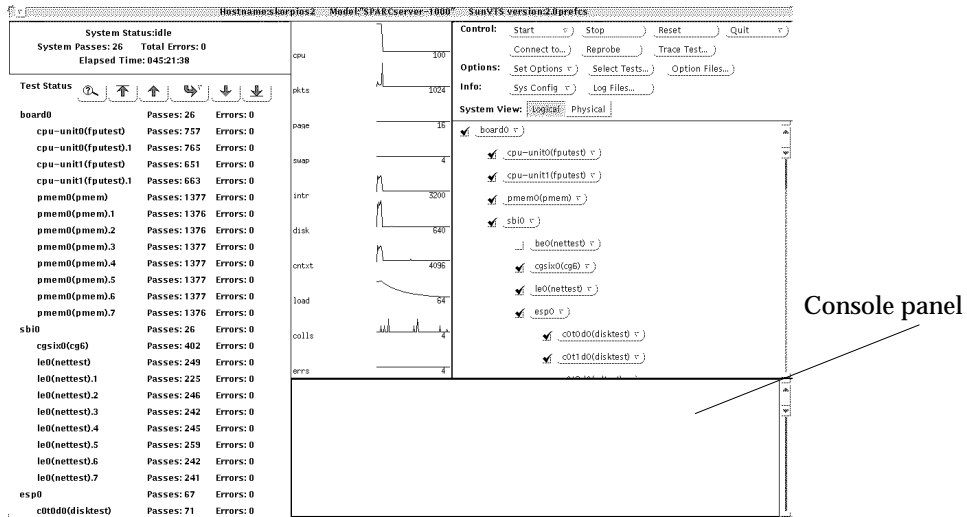 Hostname:skorpios2 Model:"SPARCserver-1000" SunVTS version:2.0prefcs
System Status:idle
System Passes: 26 Total Errors: 0
Elapsed Time: 045:21:38
Test Status
board0 Passes: 26 Errors: 0
cpu-unit0(fputest) Passes: 757 Errors: 0
cpu-unit0(fputest).1 Passes: 765 Errors: 0
cpu-unit1(fputest) Passes: 651 Errors: 0
cpu-unit1(fputest).1 Passes: 663 Errors: 0
pmem0(pmem) Passes: 1377 Errors: 0
pmem0(pmem).1 Passes: 1376 Errors: 0
pmem0(pmem).2 Passes: 1376 Errors: 0
pmem0(pmem).3 Passes: 1377 Errors: 0
pmem0(pmem).4 Passes: 1377 Errors: 0
pmem0(pmem).5 Passes: 1377 Errors: 0
pmem0(pmem).6 Passes: 1377 Errors: 0
pmem0(pmem).7 Passes: 1376 Errors: 0
sbi0 Passes: 26 Errors: 0
cgsix0(cg6) Passes: 402 Errors: 0
le0(nettest) Passes: 249 Errors: 0
le0(nettest).1 Passes: 225 Errors: 0
le0(nettest).2 Passes: 246 Errors: 0
le0(nettest).3 Passes: 242 Errors: 0
le0(nettest).4 Passes: 245 Errors: 0
le0(nettest).5 Passes: 259 Errors: 0
le0(nettest).6 Passes: 242 Errors: 0
le0(nettest).7 Passes: 241 Errors: 0
esp0 Passes: 67 Errors: 0
c0t0d0(disktest) Passes: 71 Errors: 0
cpu 100
pkts 1024
page 16
swap 4
intr 3200
disk 640
cntxt 4096
load 64
colls 4
errs 4
Control: Start Stop Reset Quit
Connect to... Reprobe Trace Test...
Options: Set Options Select Tests... Option Files...
Info: Sys Config Log Files...
System View: Logical Physical
board0
cpu-unit0(fputest)
cpu-unit1(fputest)
pmem0(pmem)
sbi0
be0(nettest)
cgsix0(cg6)
le0(nettest)
esp0
c0t0d0(disktest)
c0t1d0(disktest)
Console panel